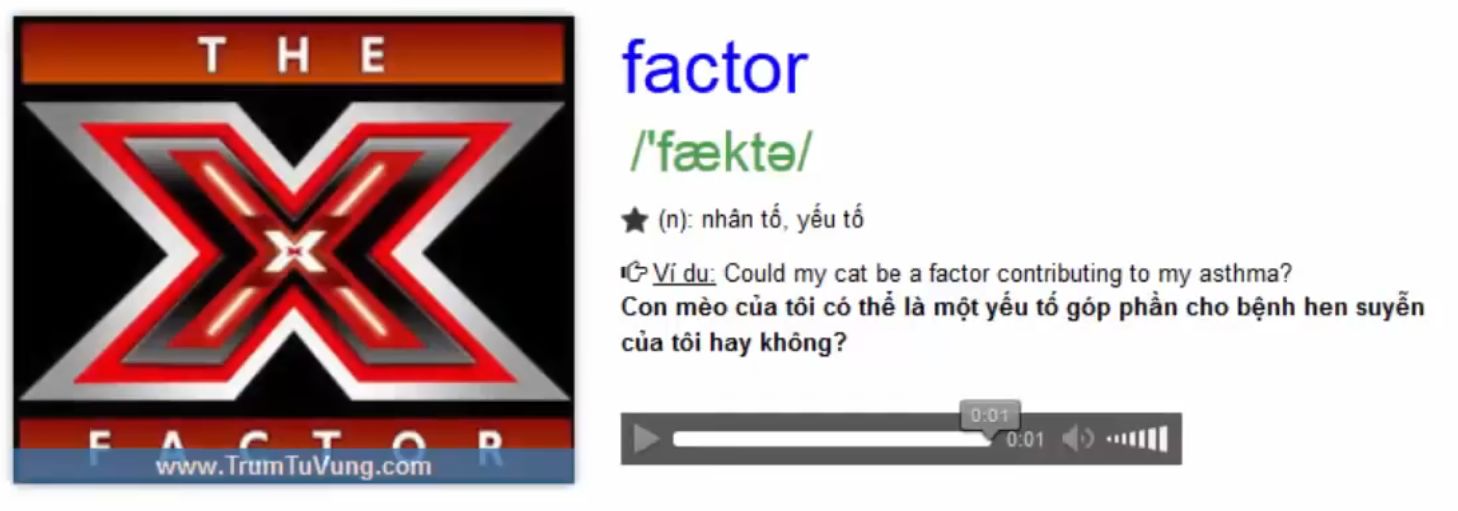 THE
FACTOR
www.TrumTuVung.com
factor
/'fæktə/
★ (n): nhân tố, yếu tố
Ví du: Could my cat be a factor contributing to my asthma?
Con mèo của tôi có thể là một yếu tố góp phần cho bệnh hen suyễn
của tôi hay không?
0:01
0:01